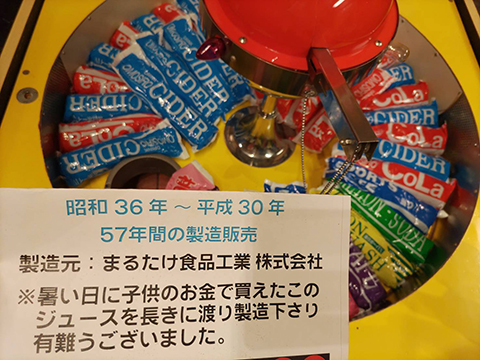 CIDER
CIDER
CIDER
CIDER
CoLa
CIDER
CoLa
昭和 36 年 ～ 平成 30 年
57年間の製造販売
製造元：まるたけ食品工業 株式会社
※暑い日に子供のお金で買えたこの
ジュースを長きに渡り製造下さり
有難うございました。